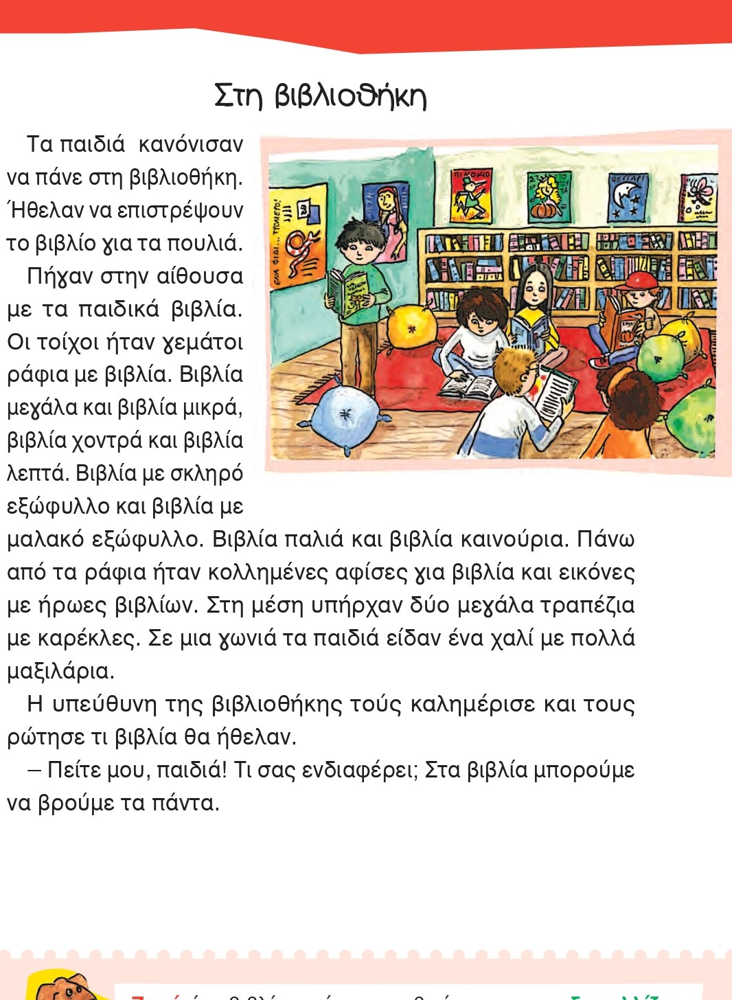 Στη βιβλιοθήκη
Τα παιδιά κανόνισαν
να πάνε στη βιβλιοθήκη.
Ήθελαν να επιστρέψουν
το βιβλίο για τα πουλιά.
Πήγαν στην αίθουσα
με τα παιδικά βιβλία.
Οι τοίχοι ήταν γεμάτοι
ράφια με βιβλία. Βιβλία
μεγάλα και βιβλία μικρά,
βιβλία χοντρά και βιβλία
λεπτά. Βιβλία με σκληρό
εξώφυλλο και βιβλία με
μαλακό εξώφυλλο. Βιβλία παλιά και βιβλία καινούρια. Πάνω
από τα ράφια ήταν κολλημένες αφίσες για βιβλία και εικόνες
με ήρωες βιβλίων. Στη μέση υπήρχαν δύο μεγάλα τραπέζια
με καρέκλες. Σε μια γωνιά τα παιδιά είδαν ένα χαλί με πολλά
μαξιλάρια.
Η υπεύθυνη της βιβλιοθήκης τούς καλημέρισε και τους
ρώτησε τι βιβλία θα ήθελαν.
– Πείτε μου, παιδιά! Τι σας ενδιαφέρει; Στα βιβλία μπορούμε
να βρούμε τα πάντα.
ΠΙΝΟΚΙΟ
ΦΕΓΓΑΡΙ
ΕΝΑ ΦΙΔΙ...